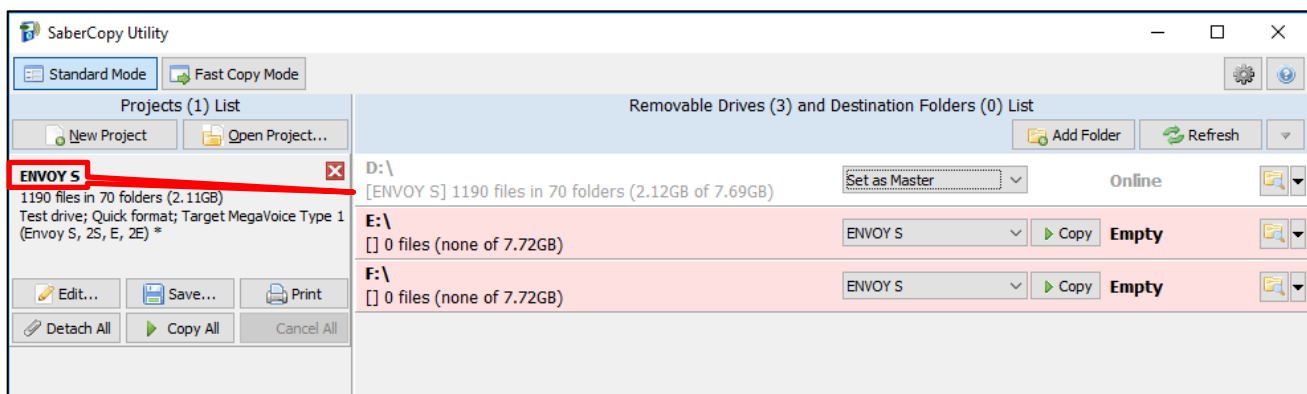 SaberCopy Utility
Standard Mode
Fast Copy Mode
Projects (1) List
Removable Drives (3) and Destination Folders (0) List
New Project
Open Project...
Add Folder
Refresh
ENVOY S
1190 files in 70 folders (2.11GB)
Test drive; Quick format; Target MegaVoice Type 1
(Envoy S, 2S, E, 2E) *
Edit...
Save...
Print
Detach All
Copy All
Cancel All
D:\
[ENVOY S] 1190 files in 70 folders (2.12GB of 7.69GB)
Set as Master
Online
E:\
[] 0 files (none of 7.72GB)
ENVOY S
Copy
Empty
F:\
[] 0 files (none of 7.72GB)
ENVOY S
Copy
Empty